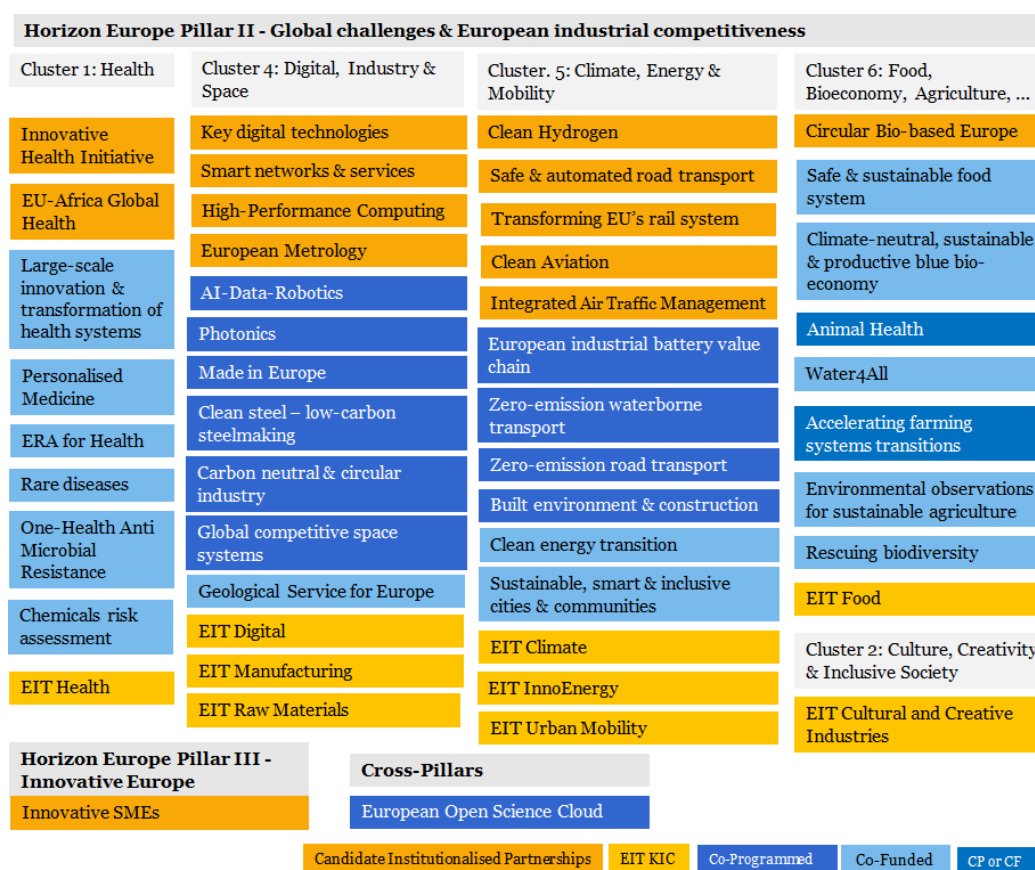 Horizon Europe Pillar II - Global challenges & European industrial competitiveness
Cluster 1: Health
Innovative
Health Initiative
EU-Africa Global
Health
Large-scale
innovation &
transformation of
health systems
Personalised
Medicine
ERA for Health
Rare diseases
One-Health Anti
Microbial
Resistance
Chemicals risk
assessment
EIT Health
Cluster 4: Digital, Industry &
Space
Key digital technologies
Smart networks & services
High-Performance Computing
European Metrology
AI-Data-Robotics
Photonics
Made in Europe
Clean steel – low-carbon
steelmaking
Carbon neutral & circular
industry
Global competitive space
systems
Geological Service for Europe
EIT Digital
EIT Manufacturing
EIT Raw Materials
Cluster. 5: Climate, Energy &
Mobility
Clean Hydrogen
Safe & automated road transport
Transforming EU's rail system
Clean Aviation
Integrated Air Traffic Management
European industrial battery value
chain
Zero-emission waterborne
transport
Zero-emission road transport
Built environment & construction
Clean energy transition
Sustainable, smart & inclusive
cities & communities
EIT Climate
EIT InnoEnergy
EIT Urban Mobility
Cluster 6: Food,
Bioeconomy, Agriculture, ...
Circular Bio-based Europe
Safe & sustainable food
system
Climate-neutral, sustainable
& productive blue bio-
economy
Animal Health
Water4All
Accelerating farming
systems transitions
Environmental observations
for sustainable agriculture
Rescuing biodiversity
EIT Food
Cluster 2: Culture, Creativity
& Inclusive Society
EIT Cultural and Creative
Industries
Horizon Europe Pillar III -
Innovative Europe
Innovative SMEs
Cross-Pillars
European Open Science Cloud
Candidate Institutionalised Partnerships
EIT KIC
Co-Programmed
Co-Funded
CP or CF